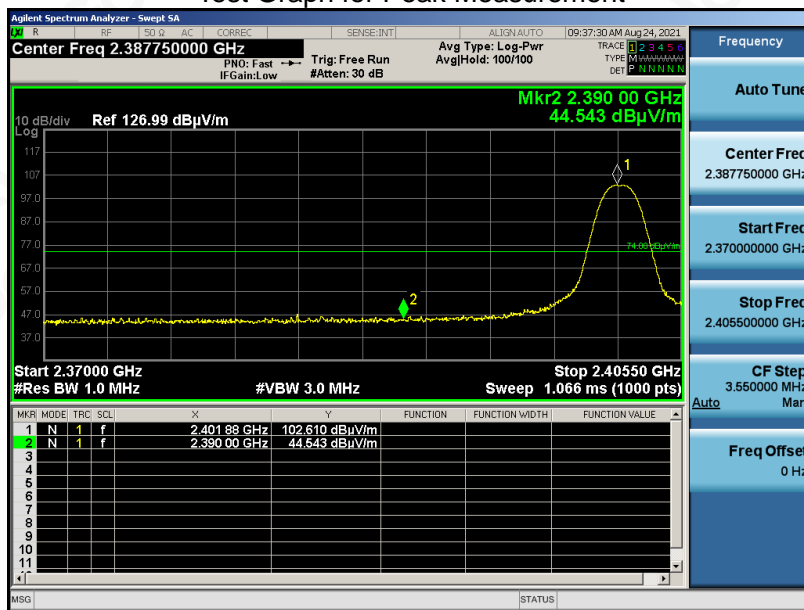 Test Graph for Peak Measurement
Agilent Spectrum Analyzer - Swept SA
LXI R RF 50 Ω AC CORREC SENSE:INT ALIGN AUTO 09:37:30 AM Aug 24, 2021
Center Freq 2.387750000 GHz
PNO: Fast
IFGain:Low
Trig: Free Run
#Atten: 30 dB
Avg Type: Log-Pwr
Avg|Hold: 100/100
TRACE 1 2 3 4 5 6
TYPE M WWWWW
DET P N N N N N
Mkr2 2.390 00 GHz
44.543 dBµV/m
10 dB/div Ref 126.99 dBµV/m
Log
117
107
97.0
87.0
77.0
67.0
57.0
47.0
37.0
1
74.00 dBµV/m
2
Start 2.37000 GHz Stop 2.40550 GHz
#Res BW 1.0 MHz #VBW 3.0 MHz Sweep 1.066 ms (1000 pts)
MKR MODE TRC SCL X Y FUNCTION FUNCTION WIDTH FUNCTION VALUE
1 N 1 f 2.401 88 GHz 102.610 dBµV/m
2 N 1 f 2.390 00 GHz 44.543 dBµV/m
3
4
5
6
7
8
9
10
11
MSG STATUS
Frequency
Auto Tune
Center Freq
2.387750000 GHz
Start Freq
2.370000000 GHz
Stop Freq
2.405500000 GHz
CF Step
3.550000 MHz
Auto Man
Freq Offset
0 Hz